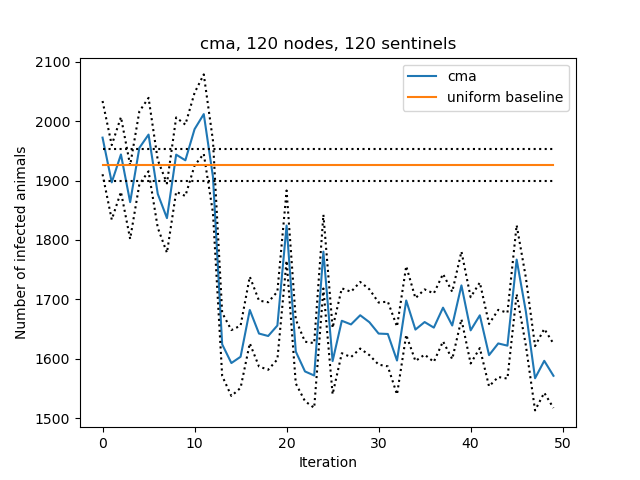 cma, 120 nodes, 120 sentinels
2100
2000
1900
1800
1700
1600
1500
Number of infected animals
cma
uniform baseline
0
10
20
30
40
50
Iteration